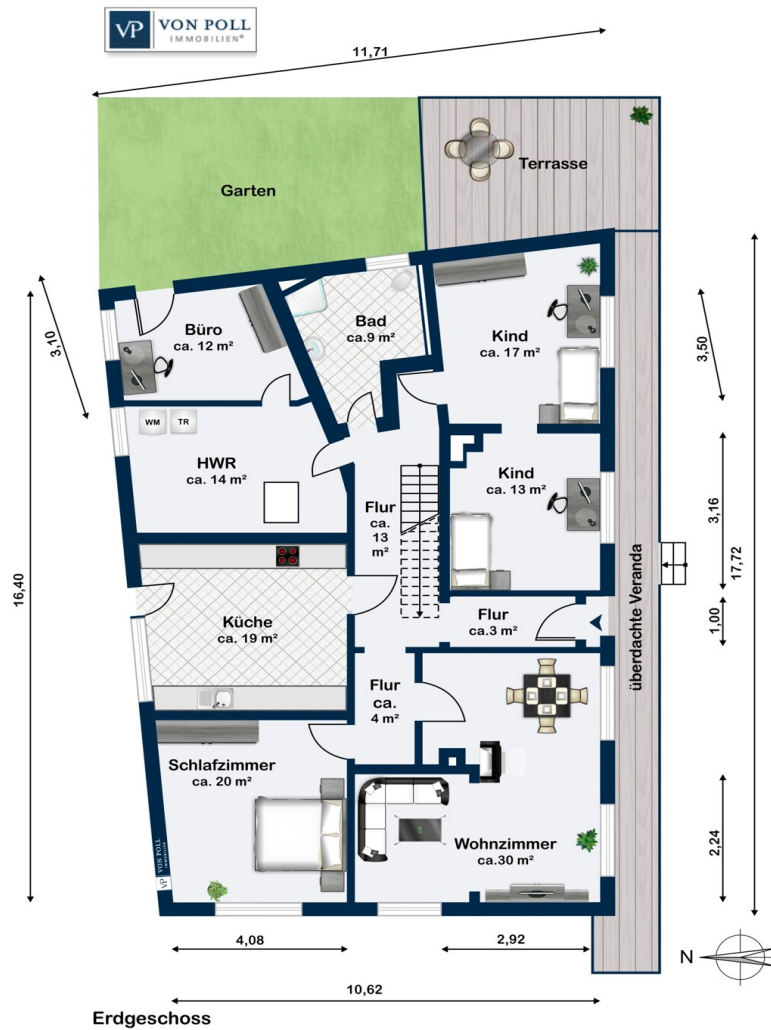 VP VON POLL
IMMOBILIEN®
11,71
Garten
Terrasse
Büro
ca. 12 m²
Bad
ca.9 m²
Kind
ca. 17 m²
3,10
3,50
WM TR
HWR
ca. 14 m²
Kind
ca. 13 m²
Flur
ca.
13
m²
3,16
16,40
17,72
Küche
ca. 19 m²
Flur
ca.3 m²
1,00
überdachte Veranda
Flur
ca.
4 m²
Schlafzimmer
ca. 20 m²
Wohnzimmer
ca.30 m²
2,24
VP VON POLL
IMMOBILIEN
4,08
2,92
N
10,62
Erdgeschoss